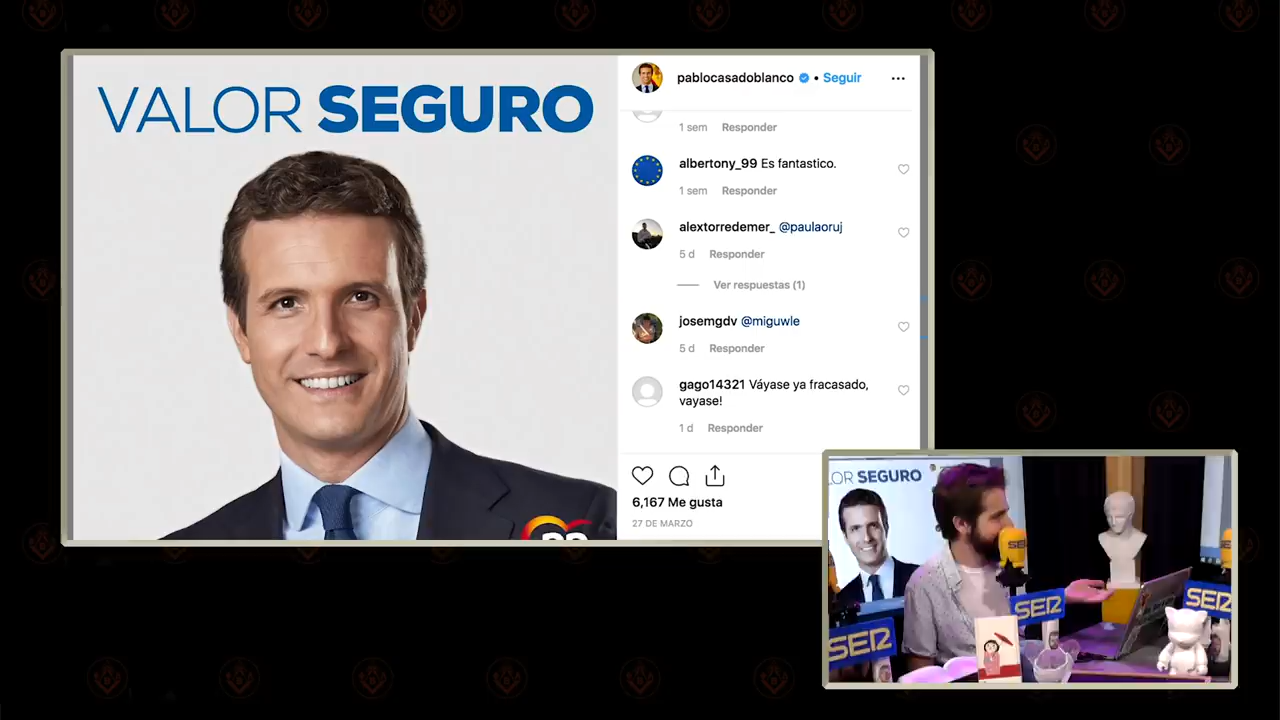 VALOR SEGURO
pablocasadoblanco • Seguir
1 sem Responder
albertony_99 Es fantastico.
1 sem Responder
alextorredemer_ @paulaoruj
5 d Responder
Ver respuestas (1)
josemgdv @miguwle
5 d Responder
gago14321 Váyase ya fracasado,
vayase!
1 d Responder
6,167 Me gusta
27 DE MARZO
LOR SEGURO
SER
SER
SER
SER